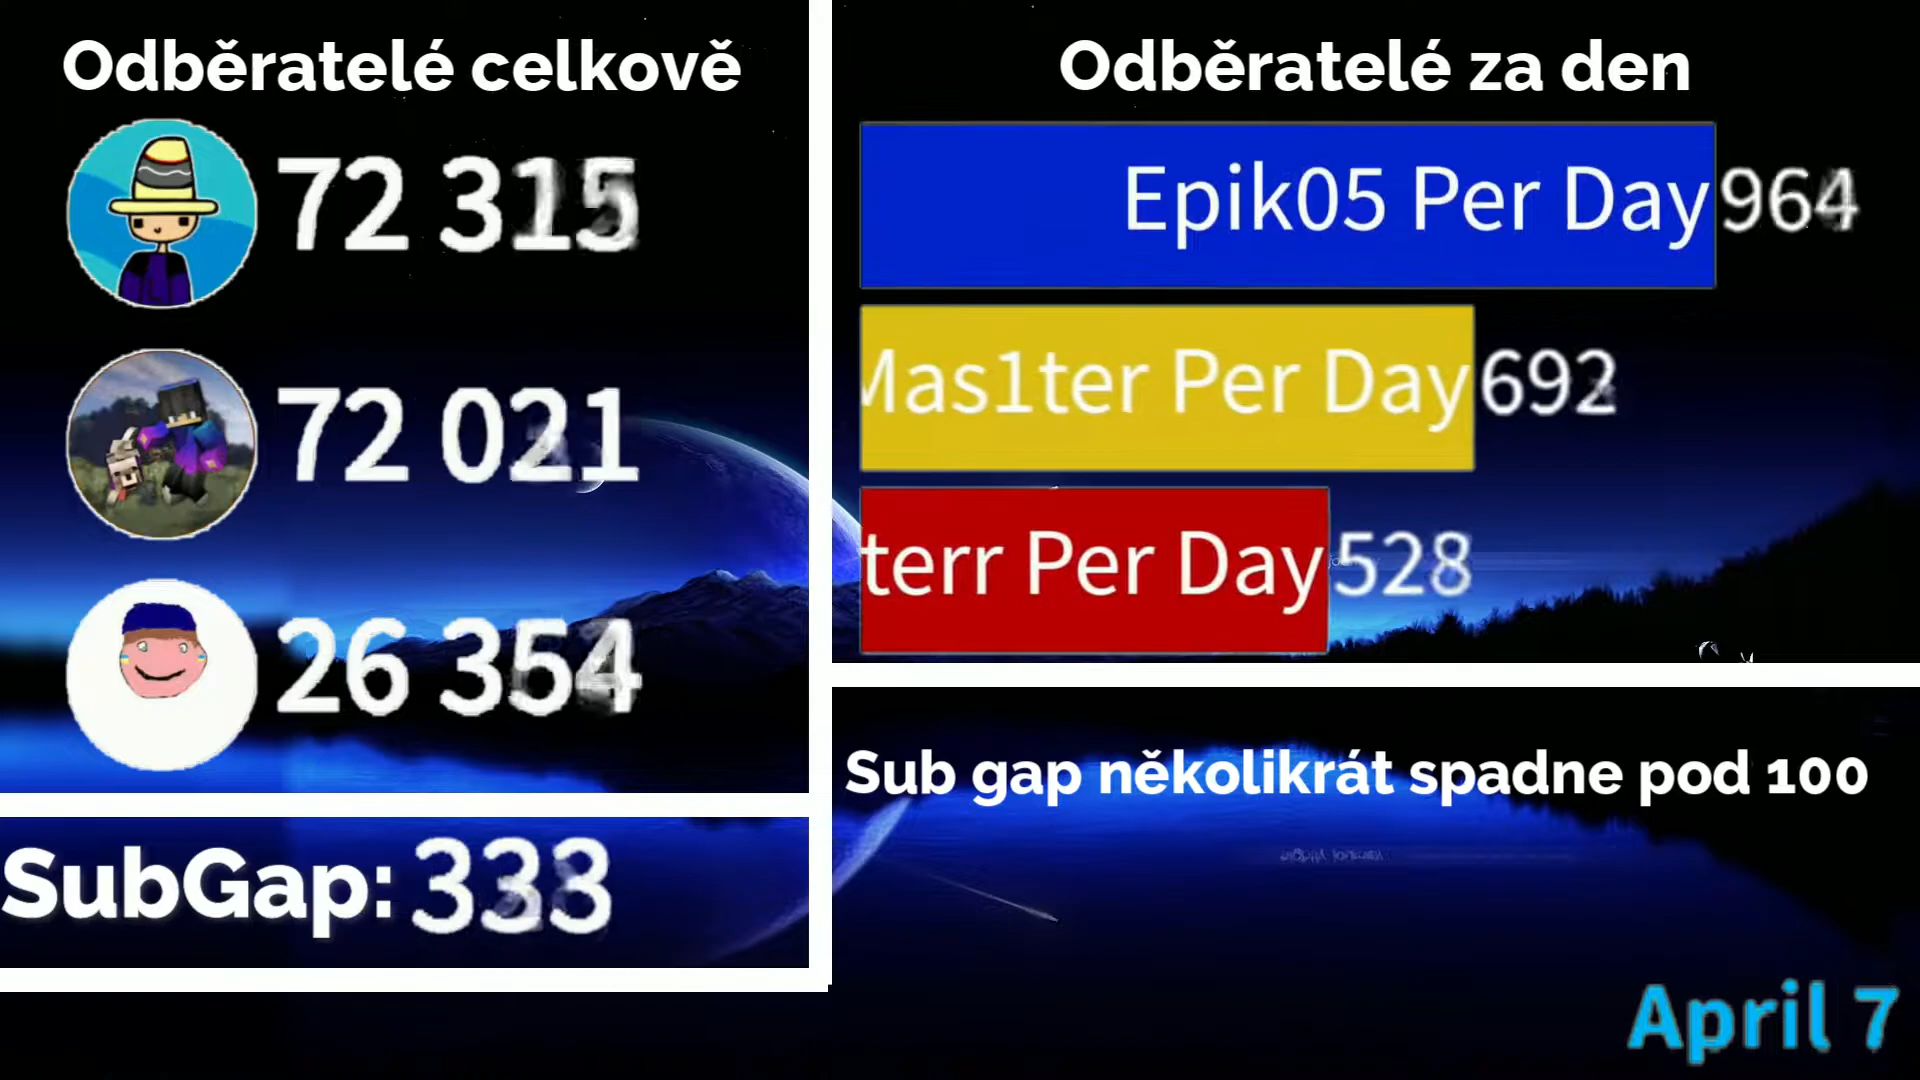 Odběratelé celkově
72 315
72 021
26 354
SubGap: 333
Odběratelé za den
Epik05 Per Day 964
Mas1ter Per Day 692
terr Per Day 528
Sub gap několikrát spadne pod 100
April 7